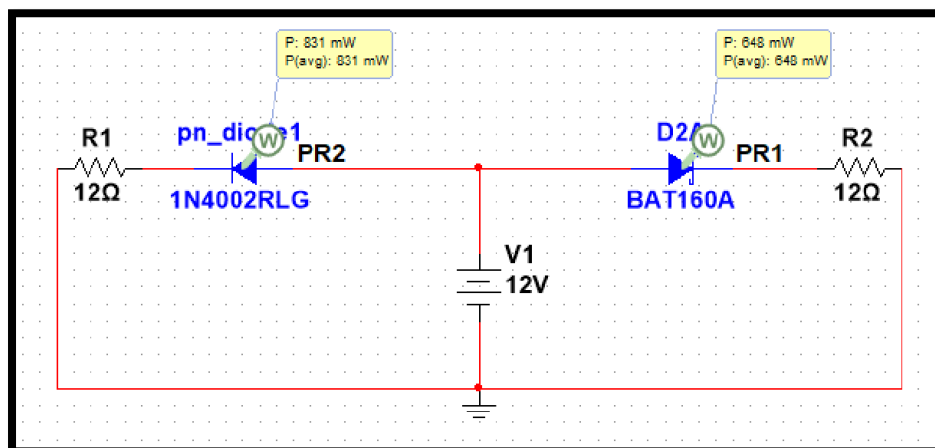 P: 831 mW
P(avg): 831 mW
P: 648 mW
P(avg): 648 mW
R1
PR2
D2A
PR1
R2
12Ω
1N4002RLG
BAT160A
12Ω
V1
12V
W
W